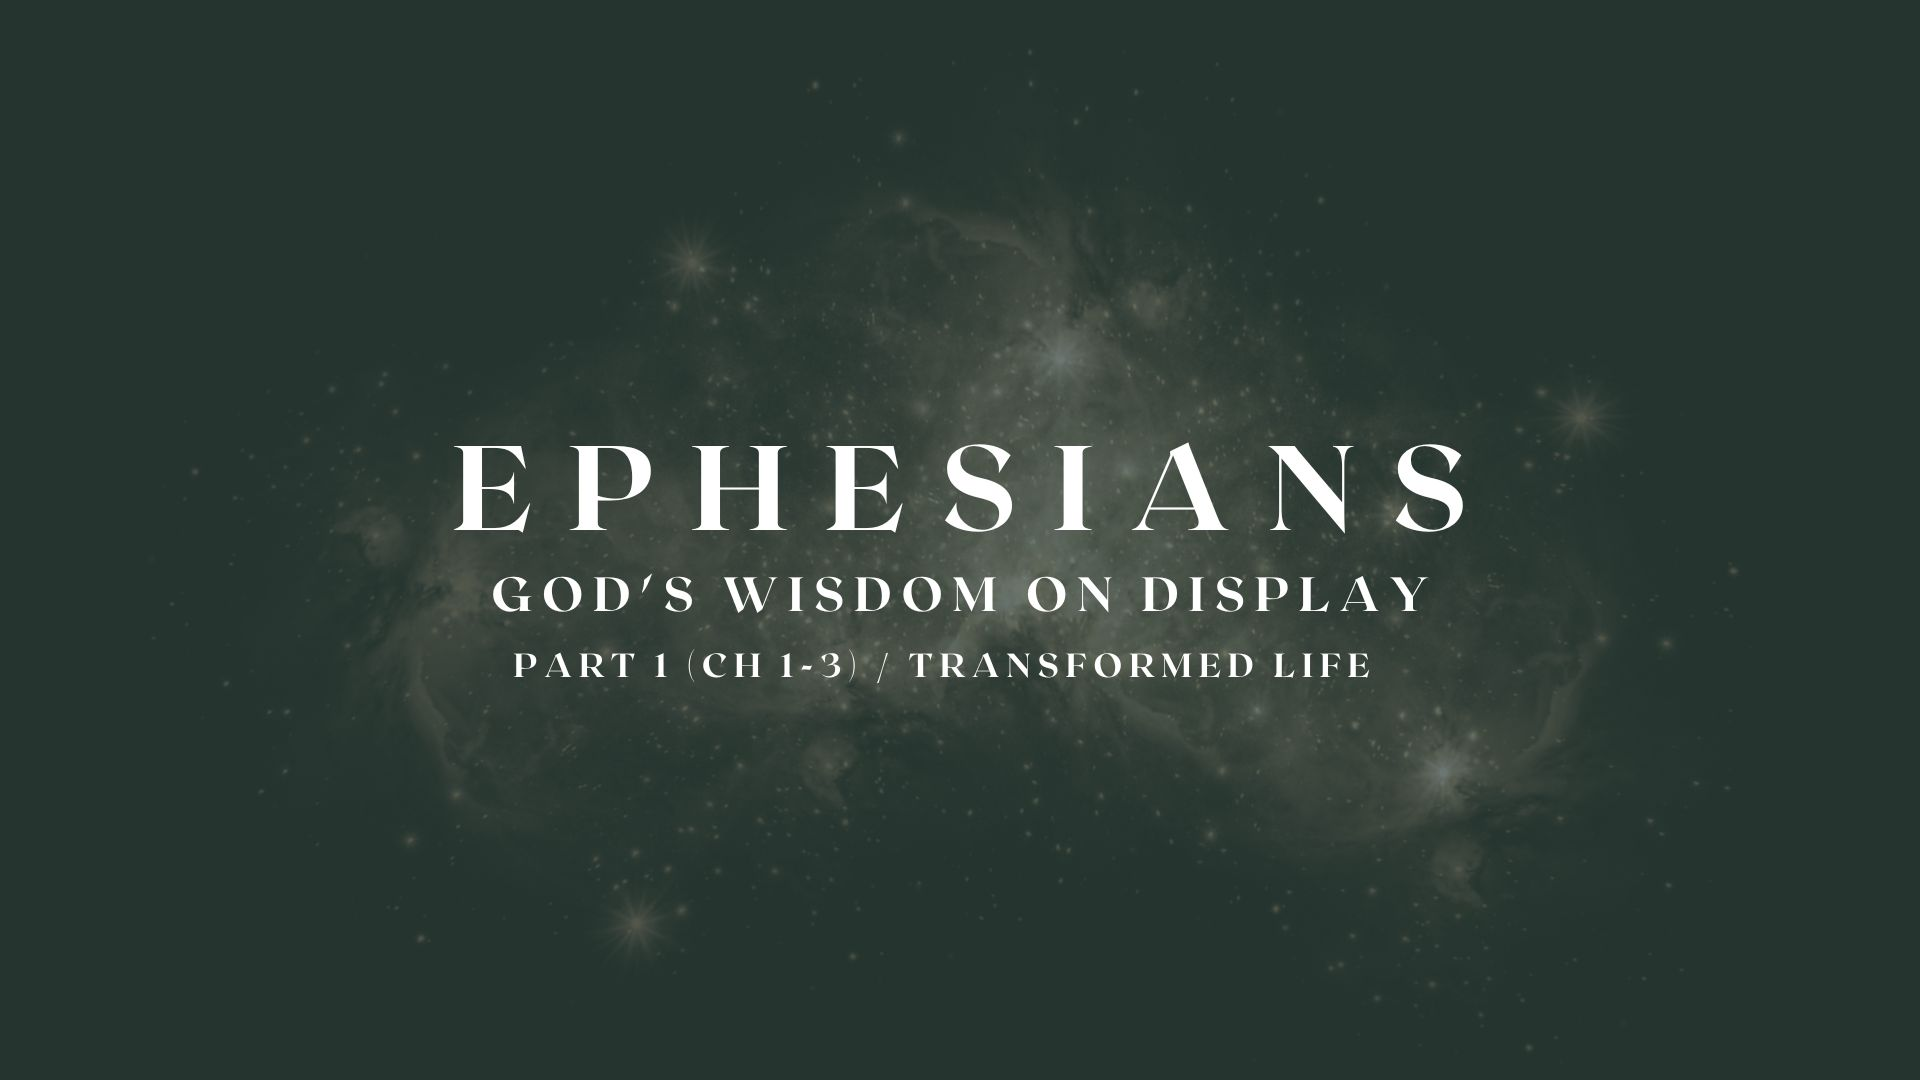 EPHESIANS
GOD'S WISDOM ON DISPLAY
PART 1 (CH 1-3) / TRANSFORMED LIFE